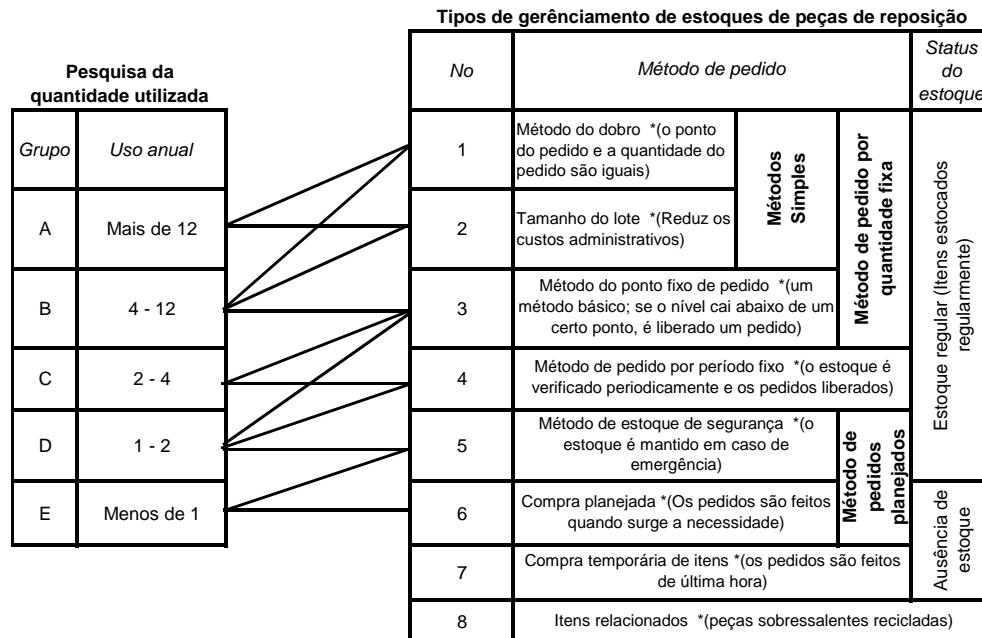 Tipos de gerênciamento de estoques de peças de reposição
Pesquisa da
quantidade utilizada
Grupo Uso anual
A Mais de 12
B 4 - 12
C 2 - 4
D 1 - 2
E Menos de 1
No Método de pedido
Status
do
estoque
1
Método do dobro *(o ponto
do pedido e a quantidade do
pedido são iguais)
2
Tamanho do lote *(Reduz os
custos administrativos)
Métodos
Simples
3
Método do ponto fixo de pedido *(um
método básico; se o nível cai abaixo de um
certo ponto, é liberado um pedido)
Método de pedido por
quantidade fixa
4
Método de pedido por período fixo *(o estoque é
verificado periodicamente e os pedidos liberados)
5
Método de estoque de segurança *(o
estoque é mantido em caso de
emergência)
Estoque regular (Itens estocados
regularmente)
6
Compra planejada *(Os pedidos são feitos
quando surge a necessidade)
Método de
pedidos
planejados
7
Compra temporária de itens *(os pedidos são feitos
de última hora)
Ausência de
estoque
8 Itens relacionados *(peças sobressalentes recicladas)